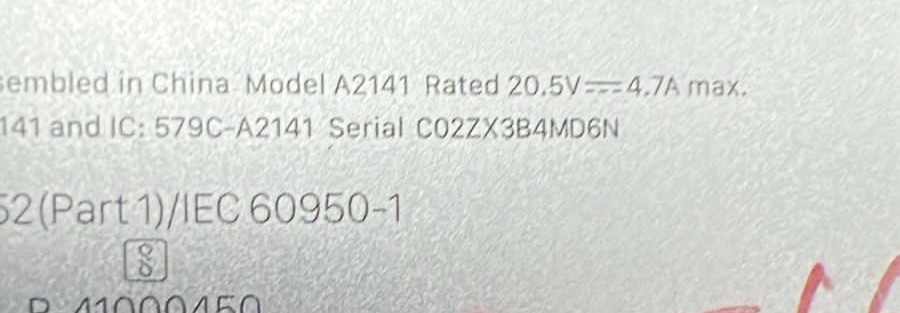 sembled in China Model A2141 Rated 20.5V⎓4.7A max.
141 and IC: 579C-A2141 Serial C02ZX3B4MD6N
52(Part 1)/IEC 60950-1
R-41000450